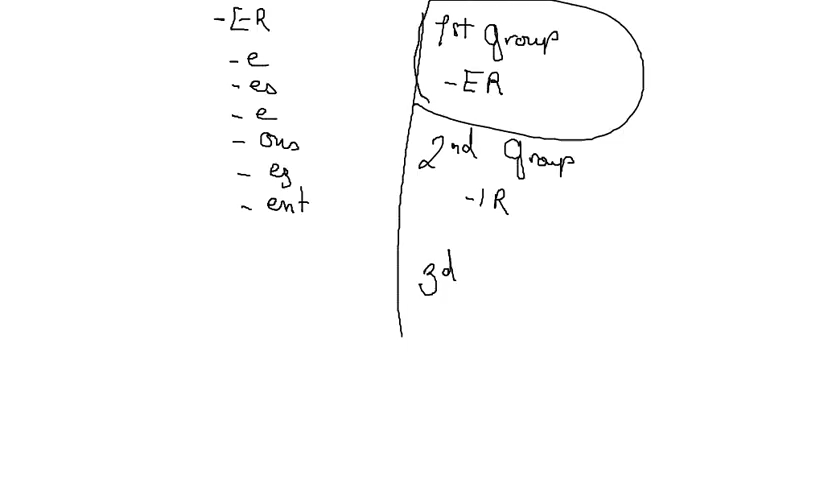 -ER
-e
-es
-e
-ons
-ez
-ent
1st group
-ER
2nd group
-IR
3d